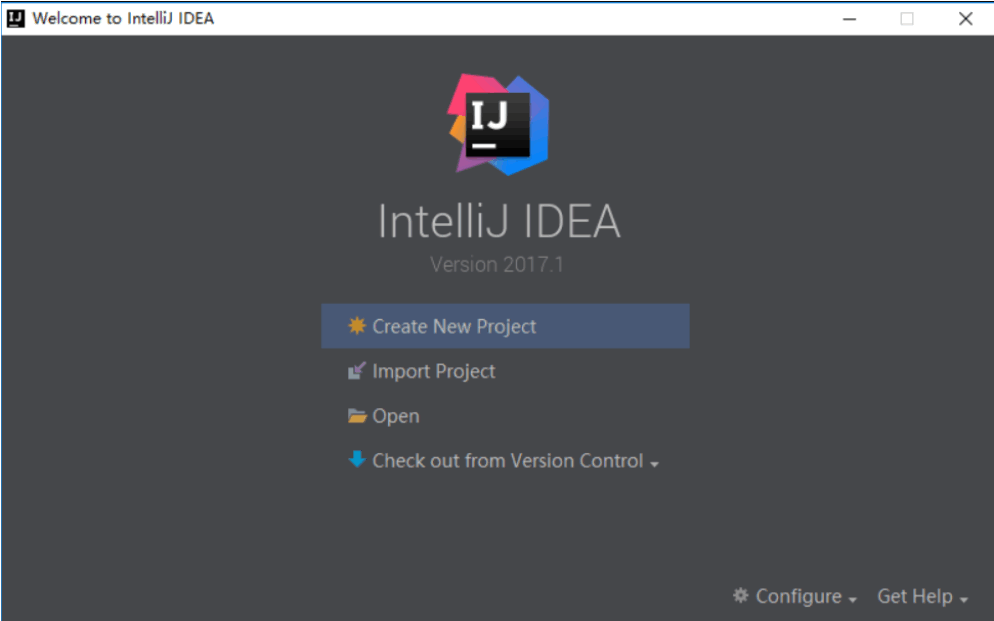 Welcome to IntelliJ IDEA
IJ
IntelliJ IDEA
Version 2017.1
Create New Project
Import Project
Open
Check out from Version Control
Configure Get Help